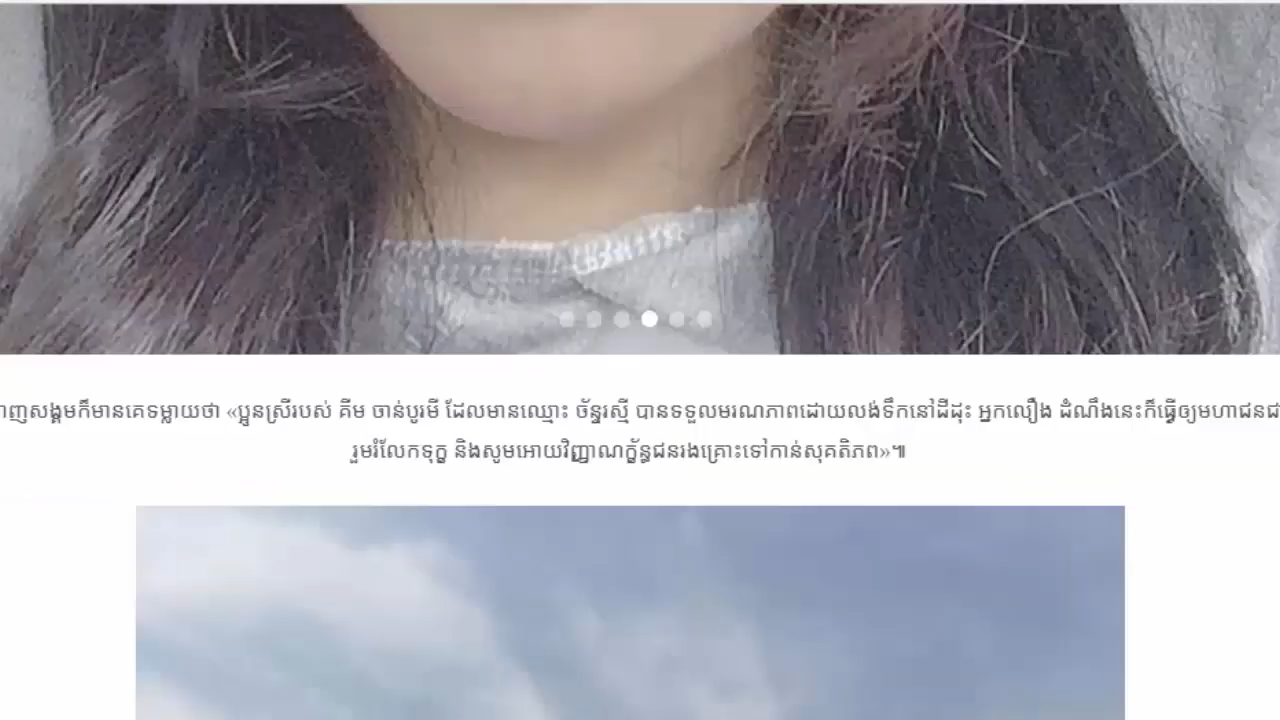 សង្គមក៏មានគេទម្លាយថា «ប្អូនស្រីរបស់ គីម ចាន់បូរមី ដែលមានឈ្មោះ ច័ន្ទរស្មី បានទទួលមរណភាពដោយលង់ទឹកនៅដីដុះ អ្នកលឿង ដំណឹងនេះក៏ធ្វើឲ្យមហាជន
រួមរំលែកទុក្ខ និងសូមអោយវិញ្ញាណក្ខ័ន្ធជនរងគ្រោះទៅកាន់សុគតិភព»៕